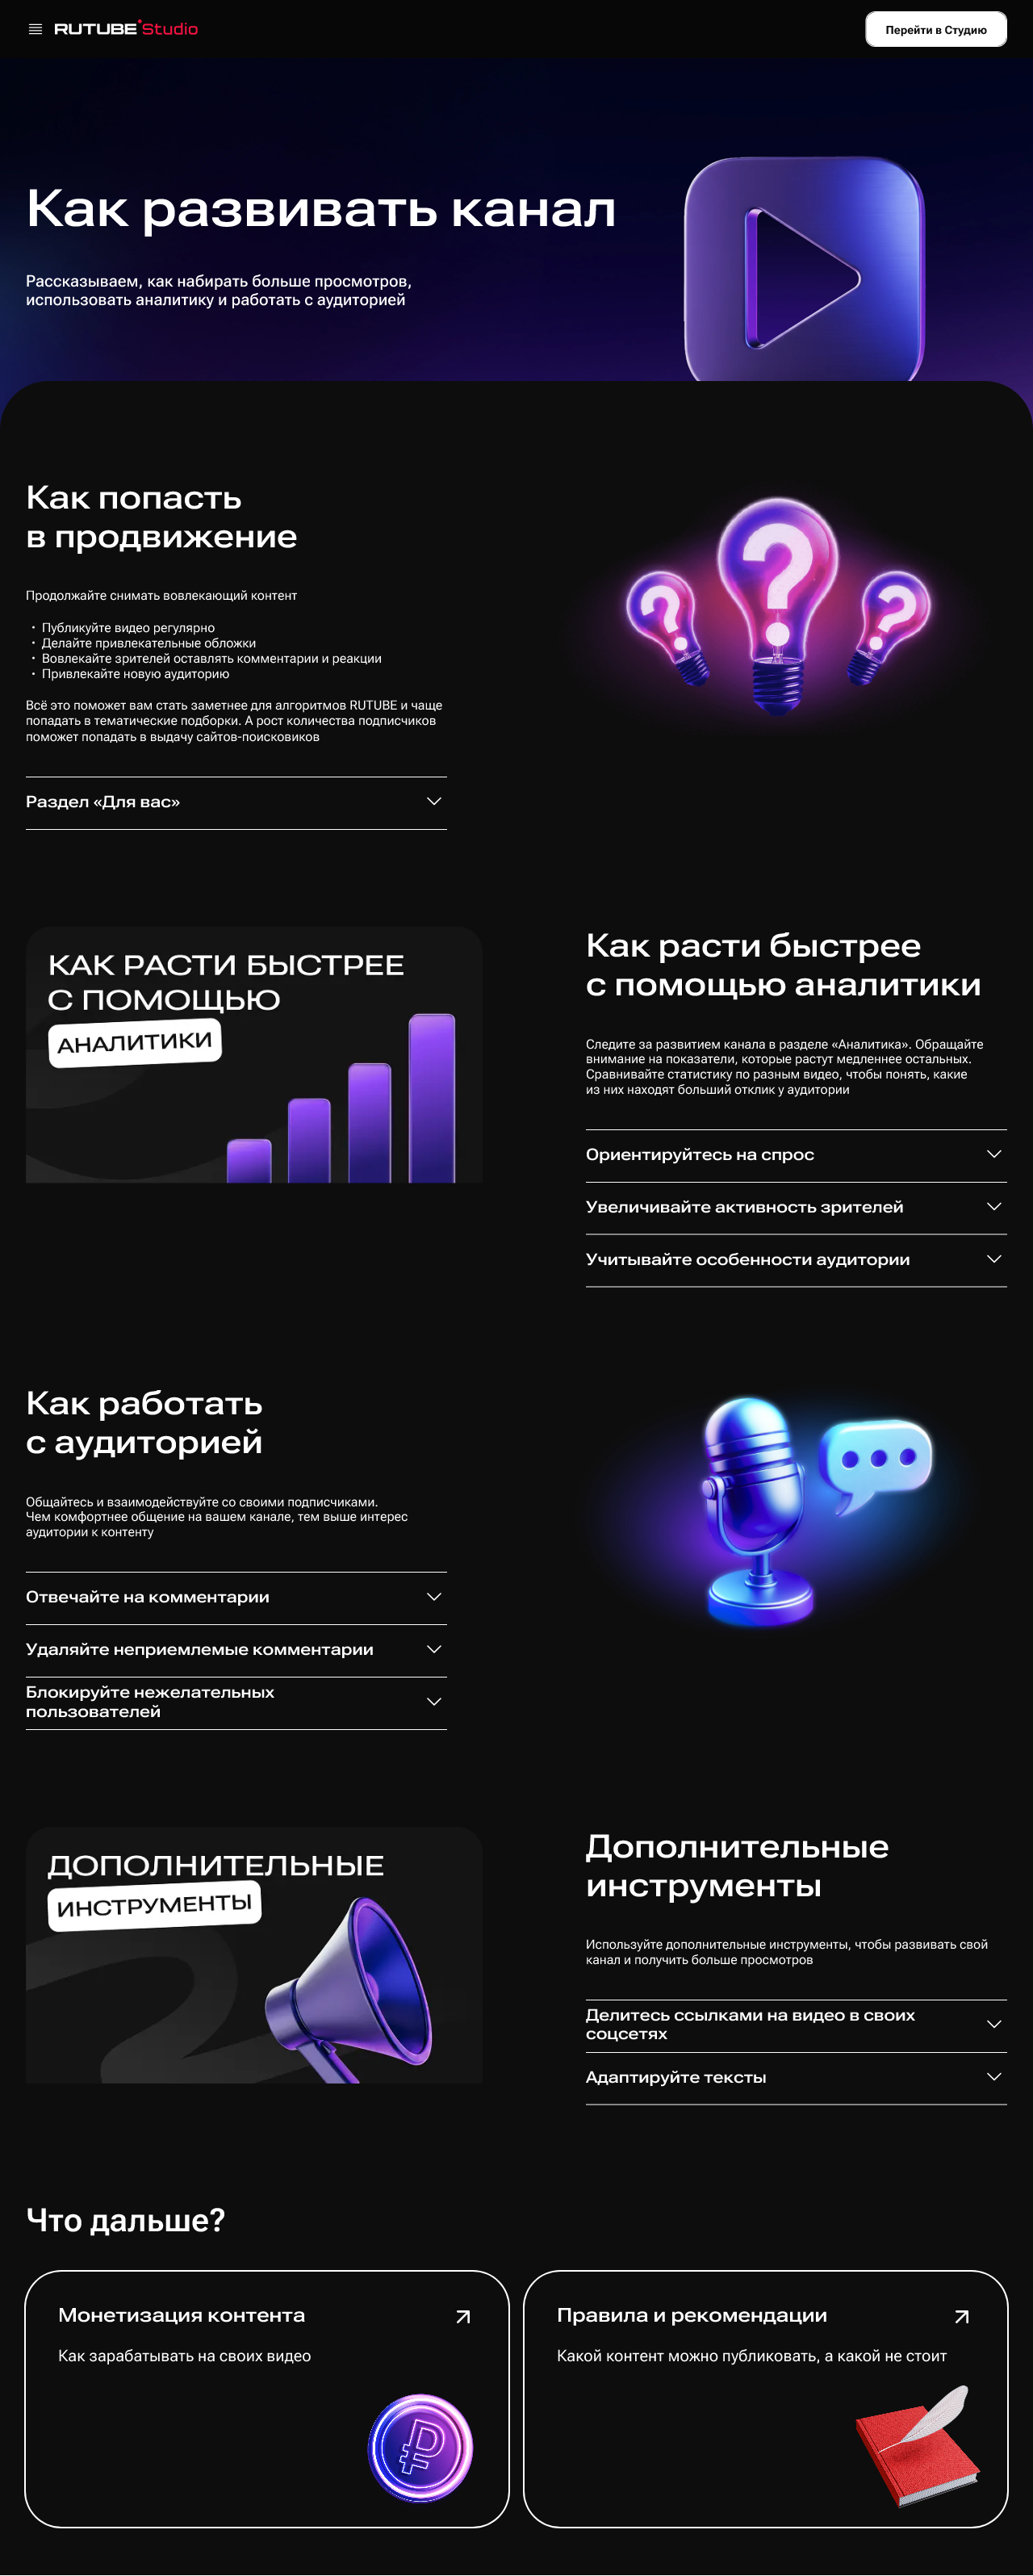 RUTUBE Studio
Перейти в Студию
Как развивать канал
Рассказываем, как набирать больше просмотров,
использовать аналитику и работать с аудиторией
Как попасть
в продвижение
Продолжайте снимать вовлекающий контент
• Публикуйте видео регулярно
• Делайте привлекательные обложки
• Вовлекайте зрителей оставлять комментарии и реакции
• Привлекайте новую аудиторию
Всё это поможет вам стать заметнее для алгоритмов RUTUBE и чаще
попадать в тематические подборки. А рост количества подписчиков
поможет попадать в выдачу сайтов-поисковиков
Раздел «Для вас»
КАК РАСТИ БЫСТРЕЕ
С ПОМОЩЬЮ
АНАЛИТИКИ
Как расти быстрее
с помощью аналитики
Следите за развитием канала в разделе «Аналитика». Обращайте
внимание на показатели, которые растут медленнее остальных.
Сравнивайте статистику по разным видео, чтобы понять, какие
из них находят больший отклик у аудитории
Ориентируйтесь на спрос
Увеличивайте активность зрителей
Учитывайте особенности аудитории
Как работать
с аудиторией
Общайтесь и взаимодействуйте со своими подписчиками.
Чем комфортнее общение на вашем канале, тем выше интерес
аудитории к контенту
Отвечайте на комментарии
Удаляйте неприемлемые комментарии
Блокируйте нежелательных
пользователей
ДОПОЛНИТЕЛЬНЫЕ
ИНСТРУМЕНТЫ
Дополнительные
инструменты
Используйте дополнительные инструменты, чтобы развивать свой
канал и получить больше просмотров
Делитесь ссылками на видео в своих
соцсетях
Адаптируйте тексты
Что дальше?
Монетизация контента
Как зарабатывать на своих видео
Правила и рекомендации
Какой контент можно публиковать, а какой не стоит